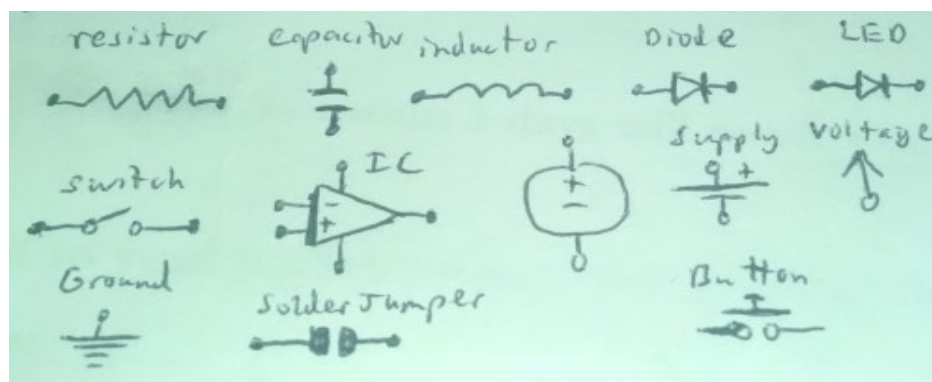 resistor capacitor inductor Diode LED
supply voltage
switch IC
Ground
Solder Jumper Button